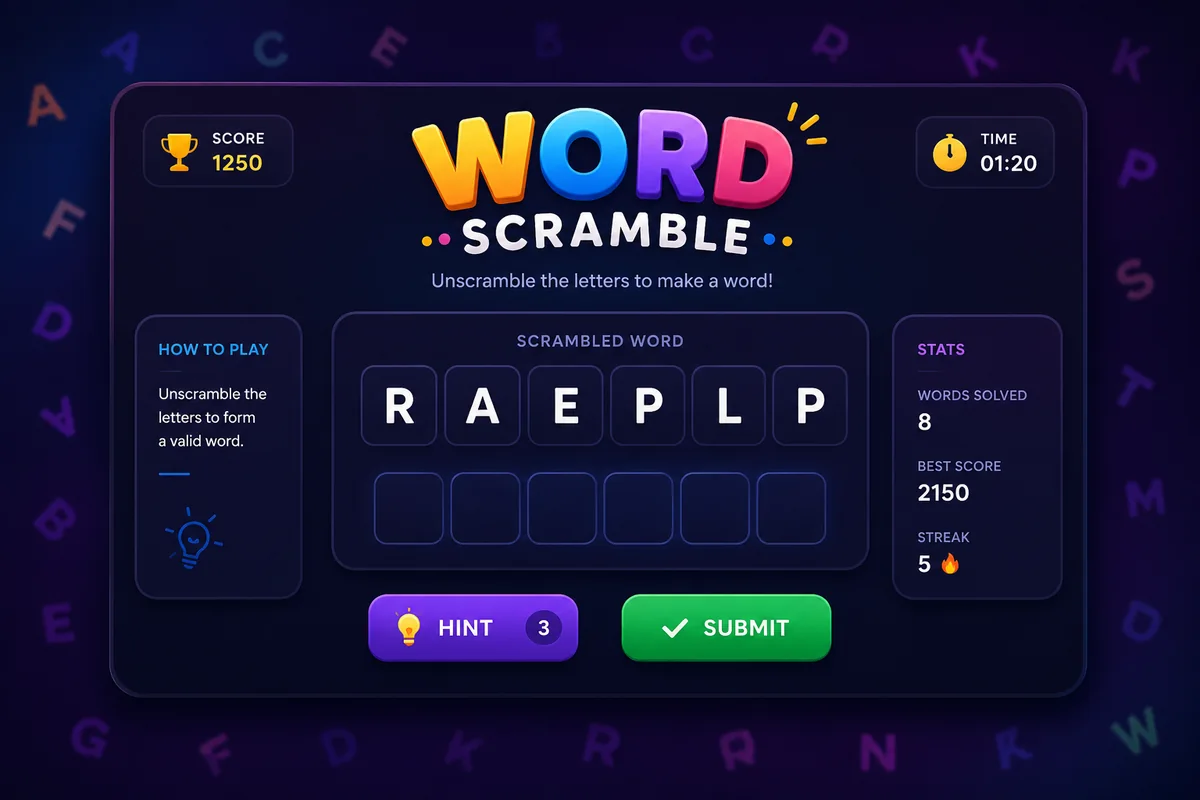 SCORE
1250
WORD
SCRAMBLE
TIME
01:20
Unscramble the letters to make a word!
HOW TO PLAY
Unscramble the
letters to form
a valid word.
SCRAMBLED WORD
R A E P L P
STATS
WORDS SOLVED
8
BEST SCORE
2150
STREAK
5 🔥
HINT 3
SUBMIT
A C E B C R K K
A
F
D
A
B
E
P
S
T
M
D
G F D K R R N K W